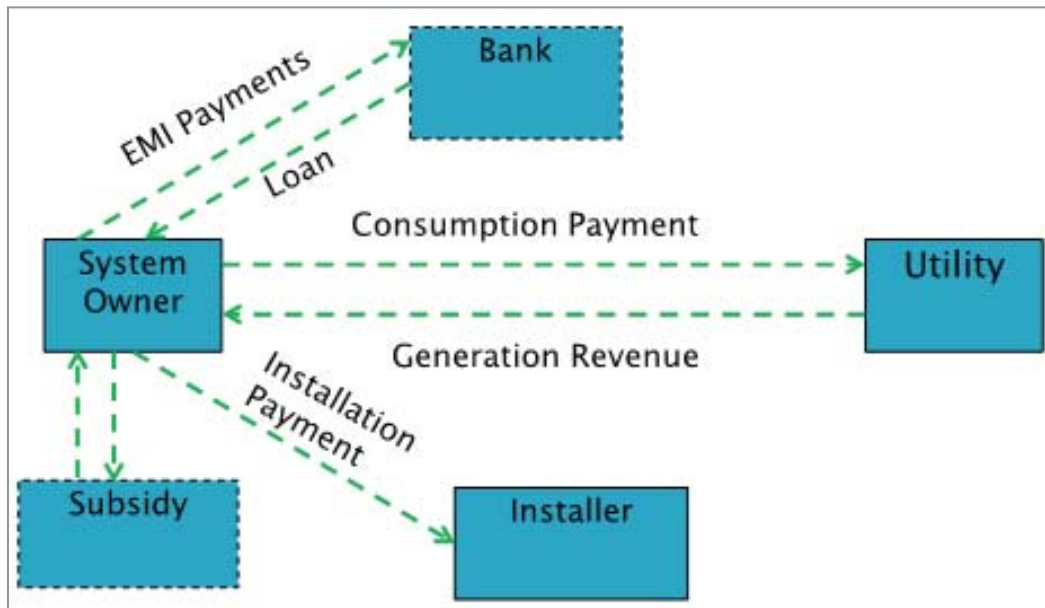 Bank
EMI Payments
Loan
Consumption Payment
System
Owner
Utility
Generation Revenue
Installation
Payment
Subsidy
Installer